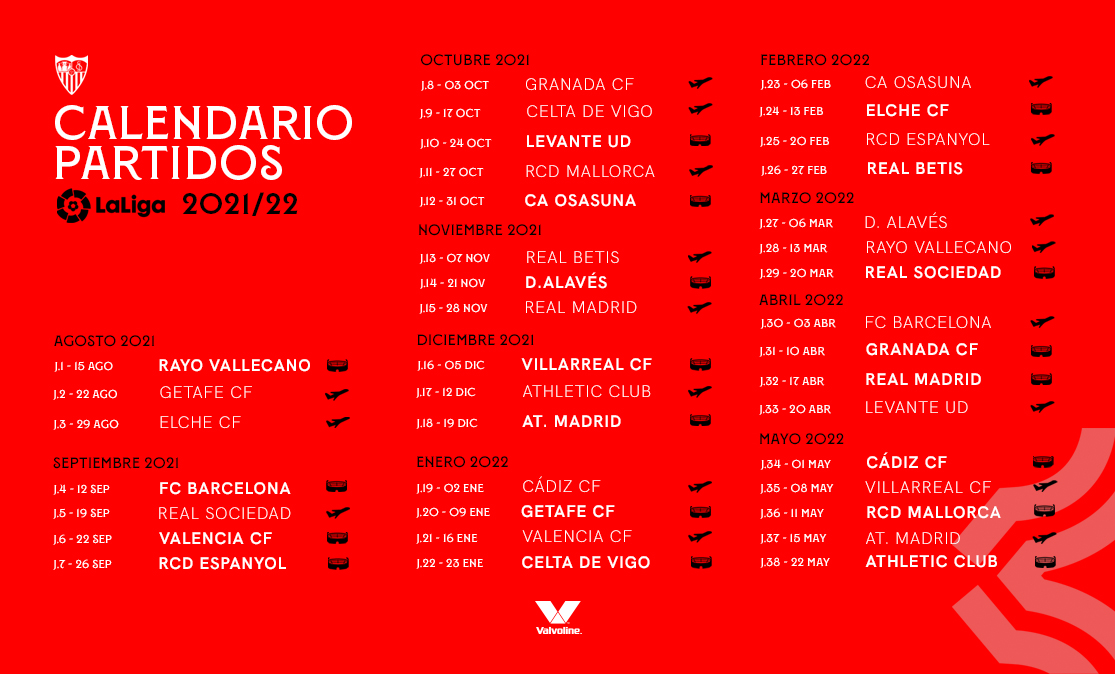 CALENDARIO
PARTIDOS
LaLiga 2021/22
AGOSTO 2021
J.1 - 15 AGO RAYO VALLECANO
J.2 - 22 AGO GETAFE CF
J.3 - 29 AGO ELCHE CF
SEPTIEMBRE 2021
J.4 - 12 SEP FC BARCELONA
J.5 - 19 SEP REAL SOCIEDAD
J.6 - 22 SEP VALENCIA CF
J.7 - 26 SEP RCD ESPANYOL
OCTUBRE 2021
J.8 - 03 OCT GRANADA CF
J.9 - 17 OCT CELTA DE VIGO
J.10 - 24 OCT LEVANTE UD
J.11 - 27 OCT RCD MALLORCA
J.12 - 31 OCT CA OSASUNA
NOVIEMBRE 2021
J.13 - 07 NOV REAL BETIS
J.14 - 21 NOV D.ALAVÉS
J.15 - 28 NOV REAL MADRID
DICIEMBRE 2021
J.16 - 05 DIC VILLARREAL CF
J.17 - 12 DIC ATHLETIC CLUB
J.18 - 19 DIC AT. MADRID
ENERO 2022
J.19 - 02 ENE CÁDIZ CF
J.20 - 09 ENE GETAFE CF
J.21 - 16 ENE VALENCIA CF
J.22 - 23 ENE CELTA DE VIGO
FEBRERO 2022
J.23 - 06 FEB CA OSASUNA
J.24 - 13 FEB ELCHE CF
J.25 - 20 FEB RCD ESPANYOL
J.26 - 27 FEB REAL BETIS
MARZO 2022
J.27 - 06 MAR D. ALAVÉS
J.28 - 13 MAR RAYO VALLECANO
J.29 - 20 MAR REAL SOCIEDAD
ABRIL 2022
J.30 - 03 ABR FC BARCELONA
J.31 - 10 ABR GRANADA CF
J.32 - 17 ABR REAL MADRID
J.33 - 20 ABR LEVANTE UD
MAYO 2022
J.34 - 01 MAY CÁDIZ CF
J.35 - 08 MAY VILLARREAL CF
J.36 - 11 MAY RCD MALLORCA
J.37 - 15 MAY AT. MADRID
J.38 - 22 MAY ATHLETIC CLUB
Valvoline.